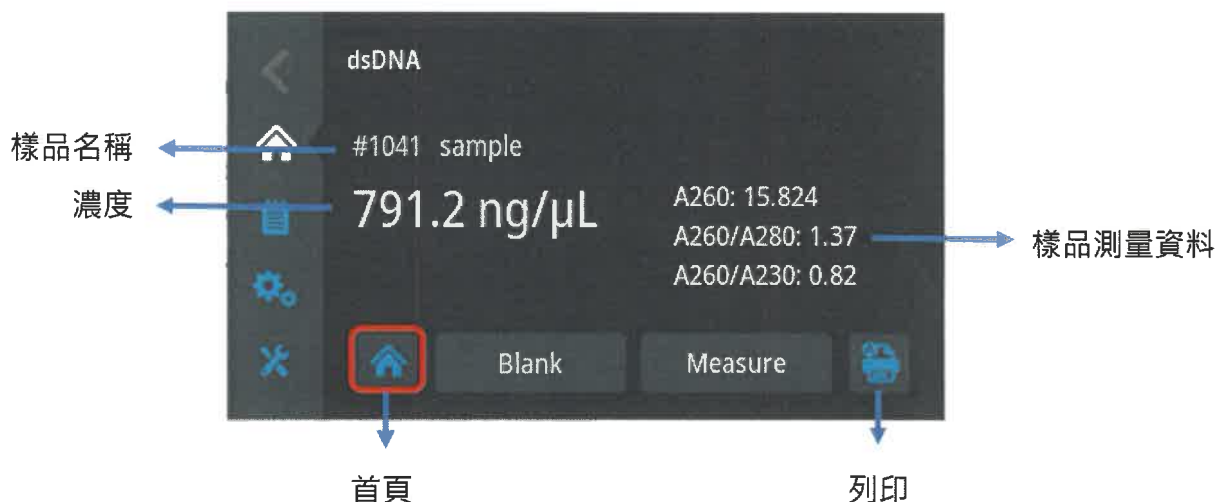 dsDNA
樣品名稱
#1041 sample
濃度
791.2 ng/µL
A260: 15.824
A260/A280: 1.37
A260/A230: 0.82
樣品測量資料
Blank
Measure
首頁
列印